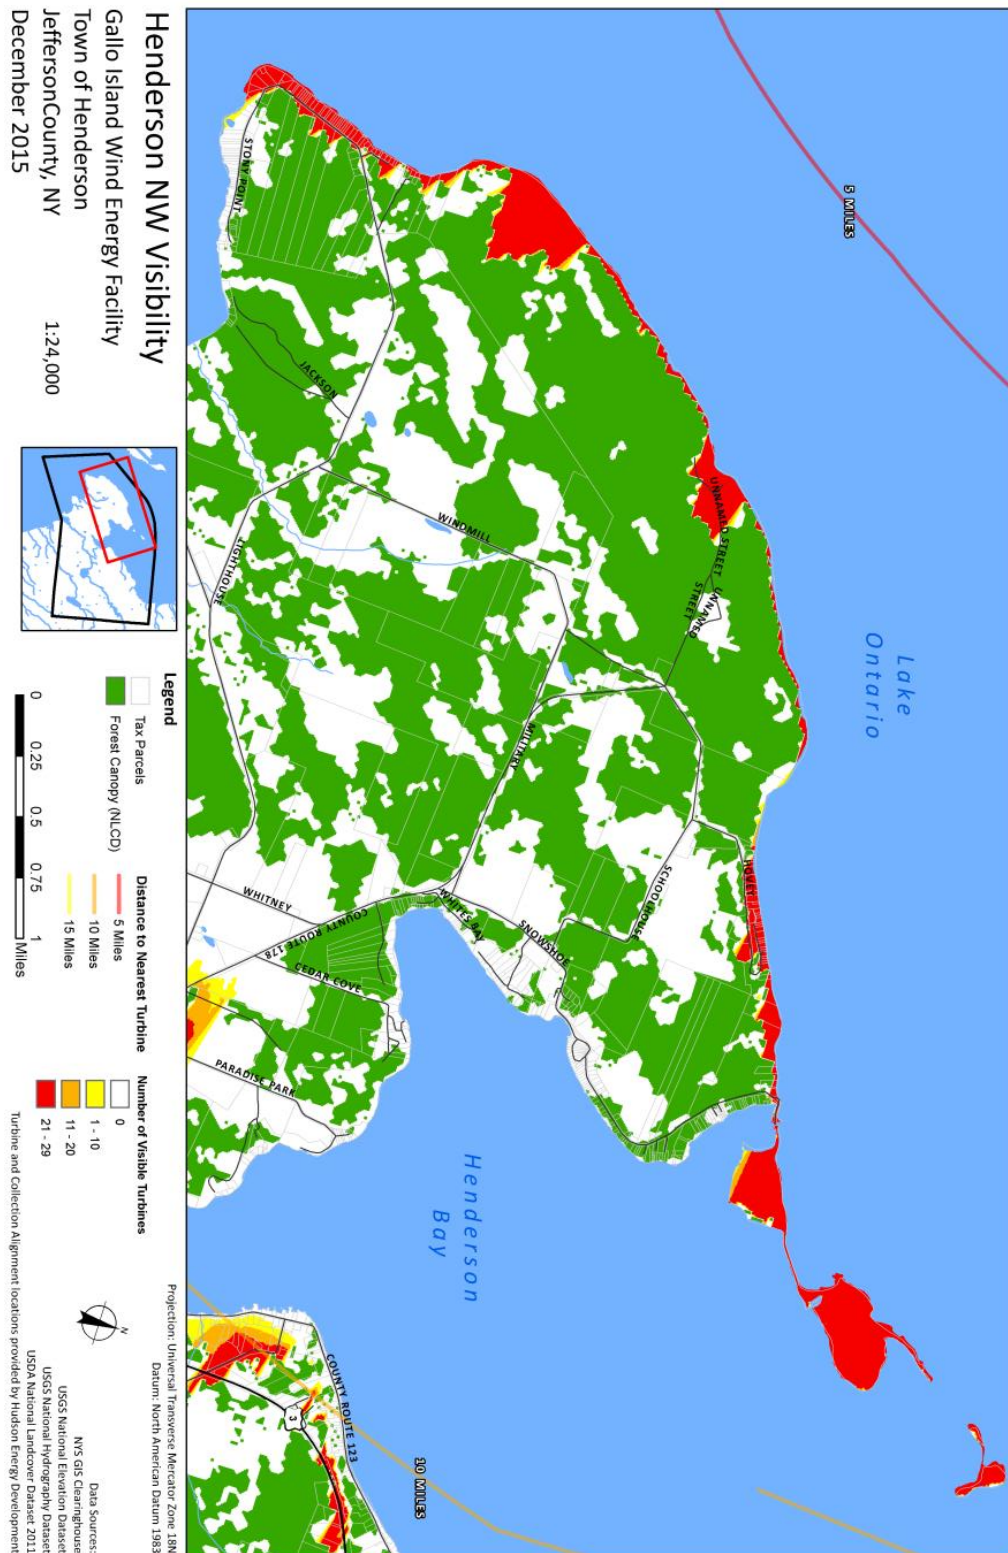 Henderson NW Visibility
Gallo Island Wind Energy Facility
Town of Henderson
JeffersonCounty, NY 1:24,000
December 2015
Legend
Tax Parcels
Forest Canopy (NLCD)
Distance to Nearest Turbine
5 Miles
10 Miles
15 Miles
Number of Visible Turbines
0
1 - 10
11 - 20
21 - 29
0 0.25 0.5 0.75 1
Miles
N
Projection: Universal Transverse Mercator Zone 18N
Datum: North American Datum 1983
Data Sources:
NYS GIS Clearinghouse
USGS National Elevation Dataset
USGS National Hydrography Dataset
USDA National Landcover Dataset 2011
Turbine and Collection Alignment locations provided by Hudson Energy Development
5 MILES
Lake
Ontario
STONY POINT
JACKSON
WINDMILL
LIGHTHOUSE
UNNAMED STREET
UNNAMED
STREET
MILITARY
HOVEY
SCHOOLHOUSE
SNOWSHOE
WHITES BAY
WHITNEY
COUNTY ROUTE 178
CEDAR COVE
PARADISE PARK
Henderson
Bay
COUNTY ROUTE 123
3
10 MILES